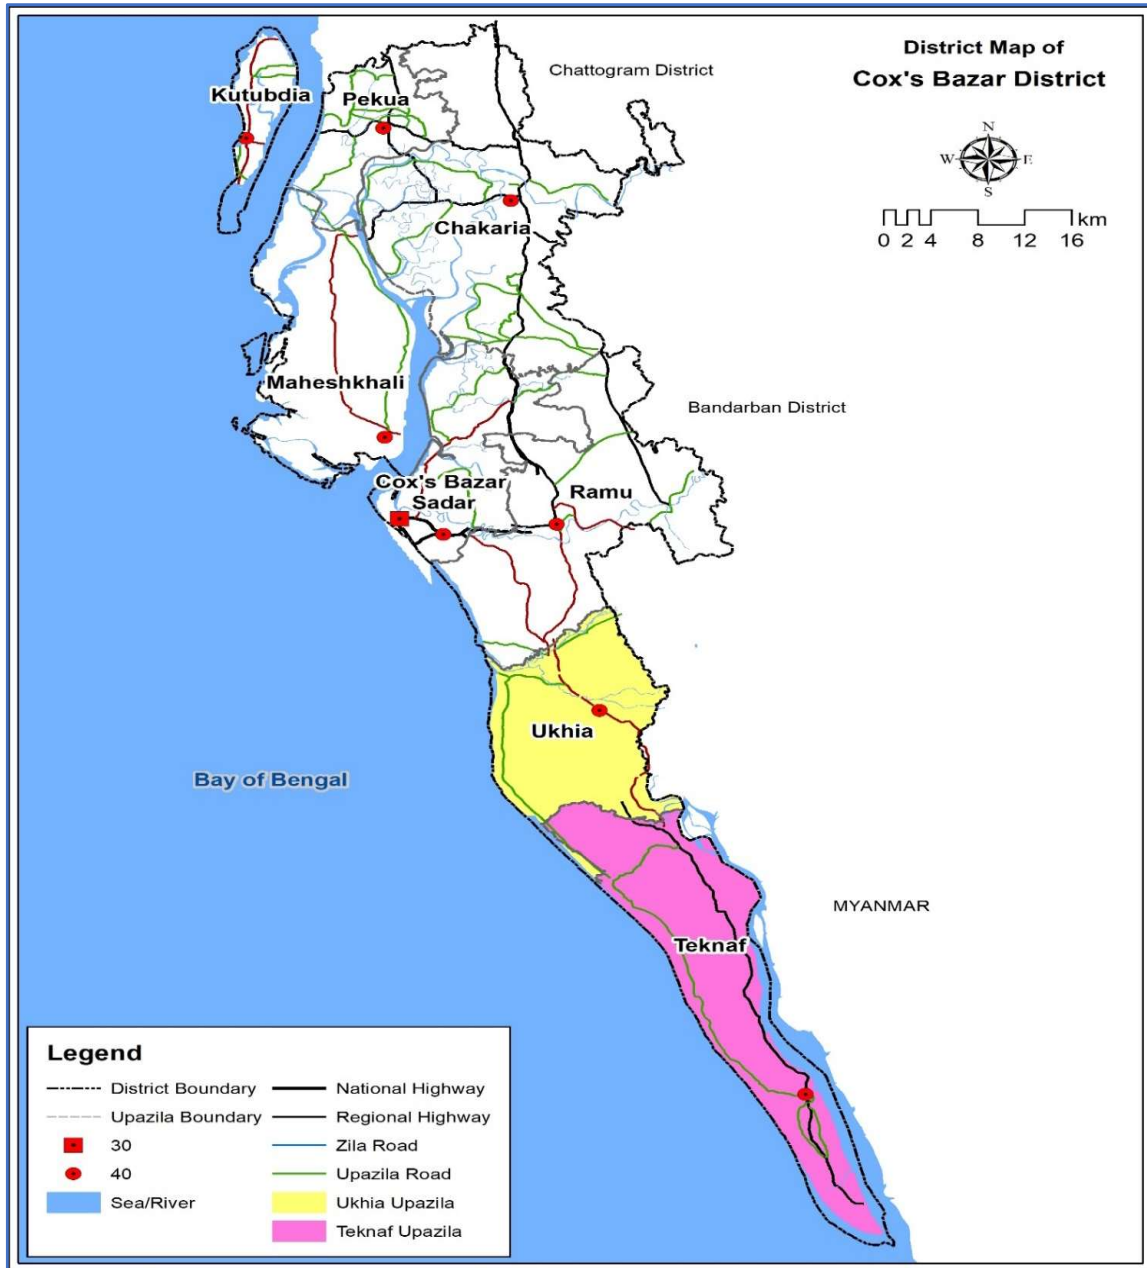 District Map of
Cox's Bazar District
Chattogram District
Kutubdia
Pekua
N
W E
S
km
0 2 4 8 12 16
Chakaria
Maheshkhali
Bandarban District
Cox's Bazar
Sadar
Ramu
Ukhia
Bay of Bengal
MYANMAR
Teknaf
Legend
District Boundary
Upazila Boundary
30
40
Sea/River
National Highway
Regional Highway
Zila Road
Upazila Road
Ukhia Upazila
Teknaf Upazila